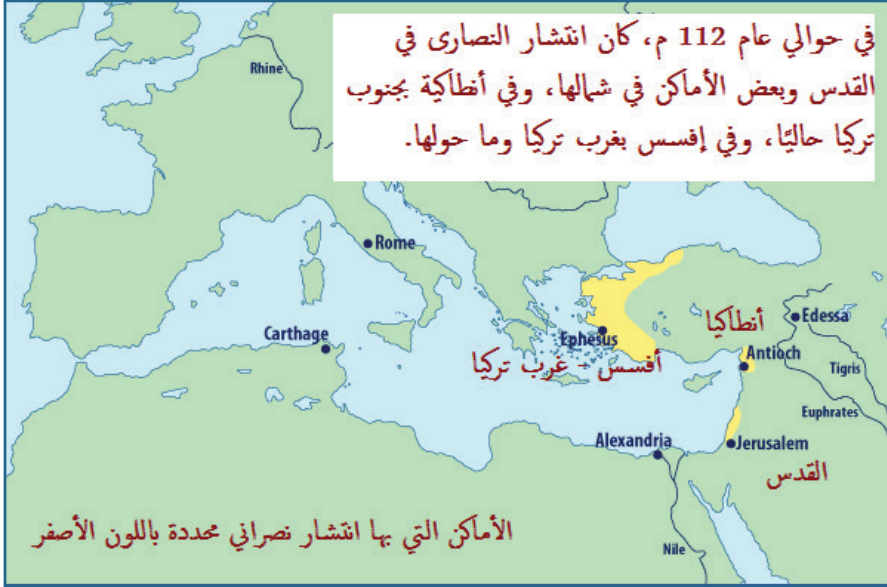 في حوالي عام 112 م، كان انتشار النصارى في
القدس وبعض الأماكن في شمالها، وفي أنطاكية بجنوب
تركيا حاليًا، وفي إفسس بغرب تركيا وما حولها.
Rhine
Rome
أنطاكيا
Edessa
Carthage
Ephesus
Antioch
أفسس - غرب تركيا
Tigris
Euphrates
Alexandria
Jerusalem
القدس
الأماكن التي بها انتشار نصراني محددة باللون الأصفر
Nile